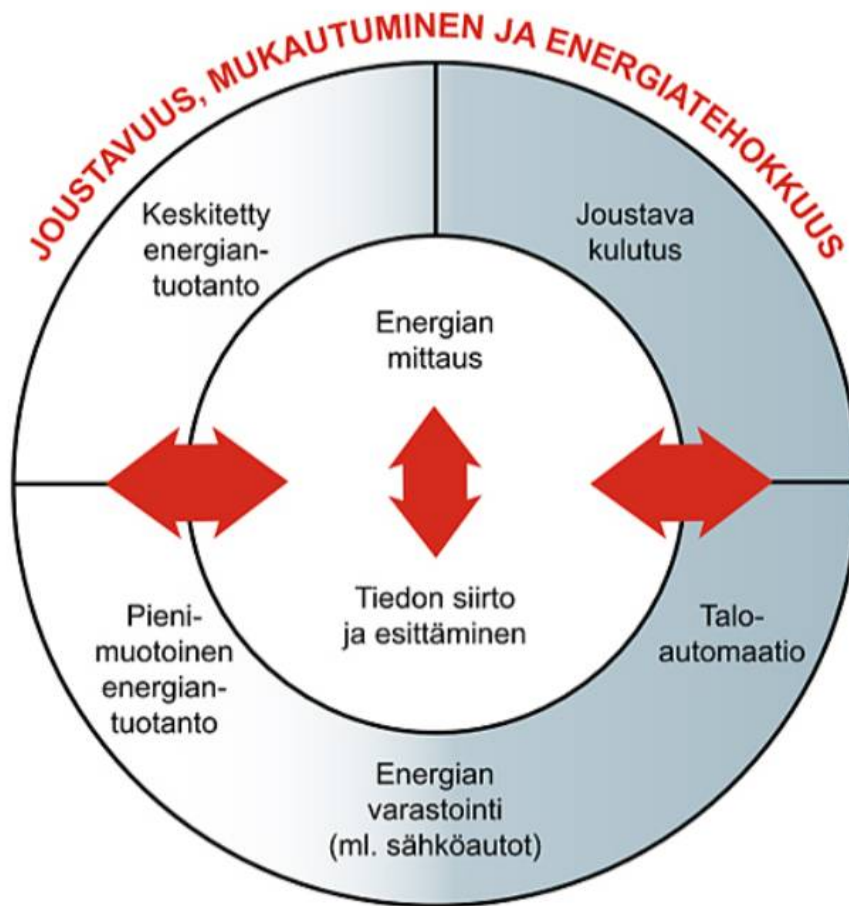 JOUSTAVUUS, MUKAUTUMINEN JA ENERGIATEHOKKUUS
Keskitetty
energian-
tuotanto
Joustava
kulutus
Energian
mittaus
Tiedon siirto
ja esittäminen
Pieni-
muotoinen
energian-
tuotanto
Talo-
automaatio
Energian
varastointi
(ml. sähköautot)